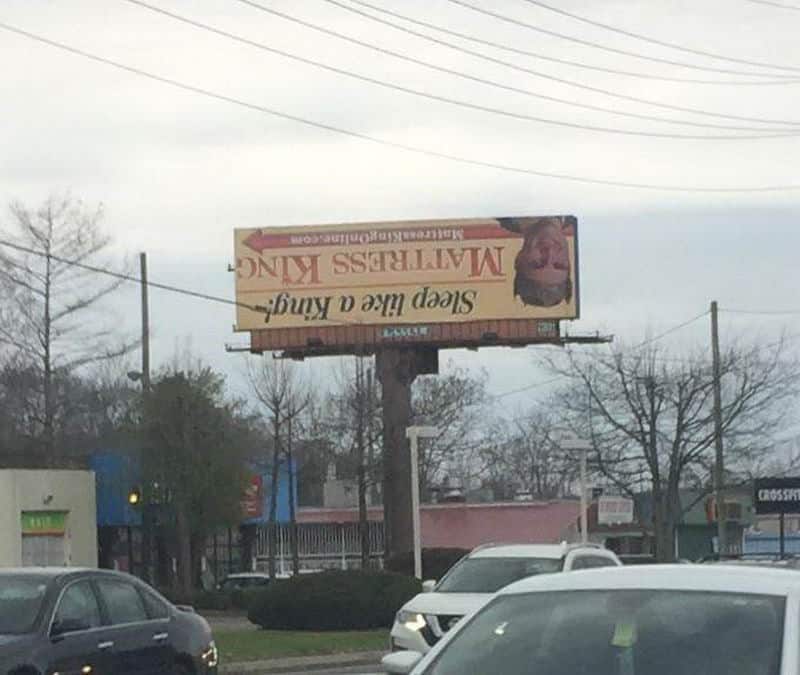 Sleep like a King!
MATTRESS KING
MattressKingOnline.com
CROSSFIT